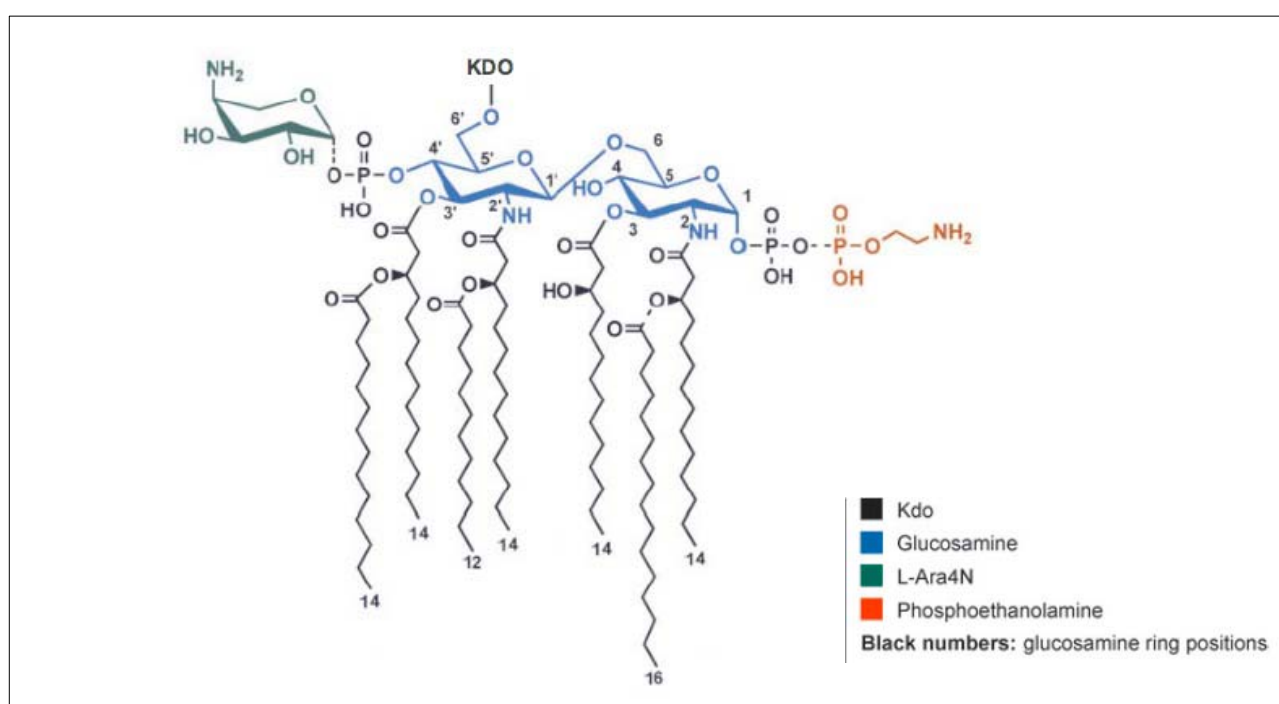 NH₂
KDO
O
O
6'
O
6
HO
OH
O
P
O
HO
O
4'
5'
O
1'
O
3'
2'
NH
HO
4
5
O
1
O
3
2
NH
O
P
O
OH
O
P
O
OH
O
NH₂
O
O
O
O
O
O
O
HO
O
O
O
14
14
12
14
14
16
14
Kdo
Glucosamine
L-Ara4N
Phosphoethanolamine
Black numbers: glucosamine ring positions